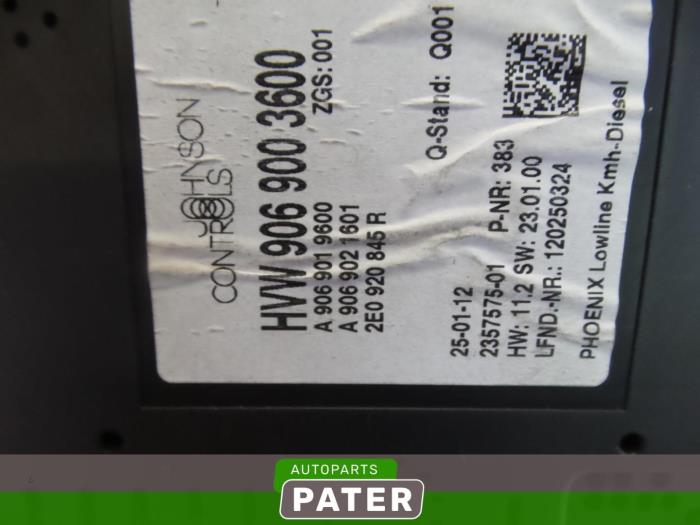 JOHNSON
CONTROLS
HVW 906 900 3600
ZGS: 001
A 906 901 9600
A 906 902 1601
2E0 920 845 R
Q-Stand: Q001
25-01-12
2357575-01 P-NR: 383
HW: 11.2 SW: 23.01.00
LFND.-NR.: 120250324
PHOENIX Lowline Kmh-Diesel
AUTOPARTS
PATER